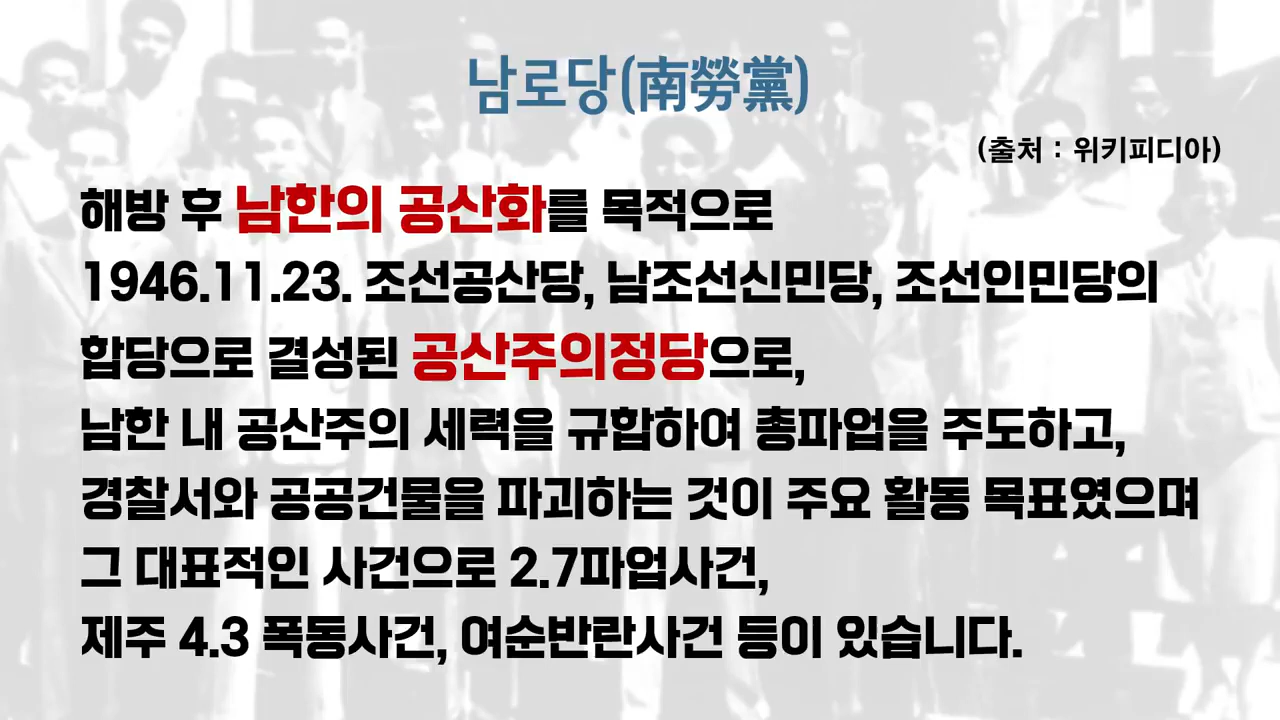 남로당(南勞黨)
(출처 : 위키피디아)
해방 후 남한의 공산화를 목적으로
1946.11.23. 조선공산당, 남조선신민당, 조선인민당의
합당으로 결성된 공산주의정당으로,
남한 내 공산주의 세력을 규합하여 총파업을 주도하고,
경찰서와 공공건물을 파괴하는 것이 주요 활동 목표였으며
그 대표적인 사건으로 2.7파업사건,
제주 4.3 폭동사건, 여순반란사건 등이 있습니다.